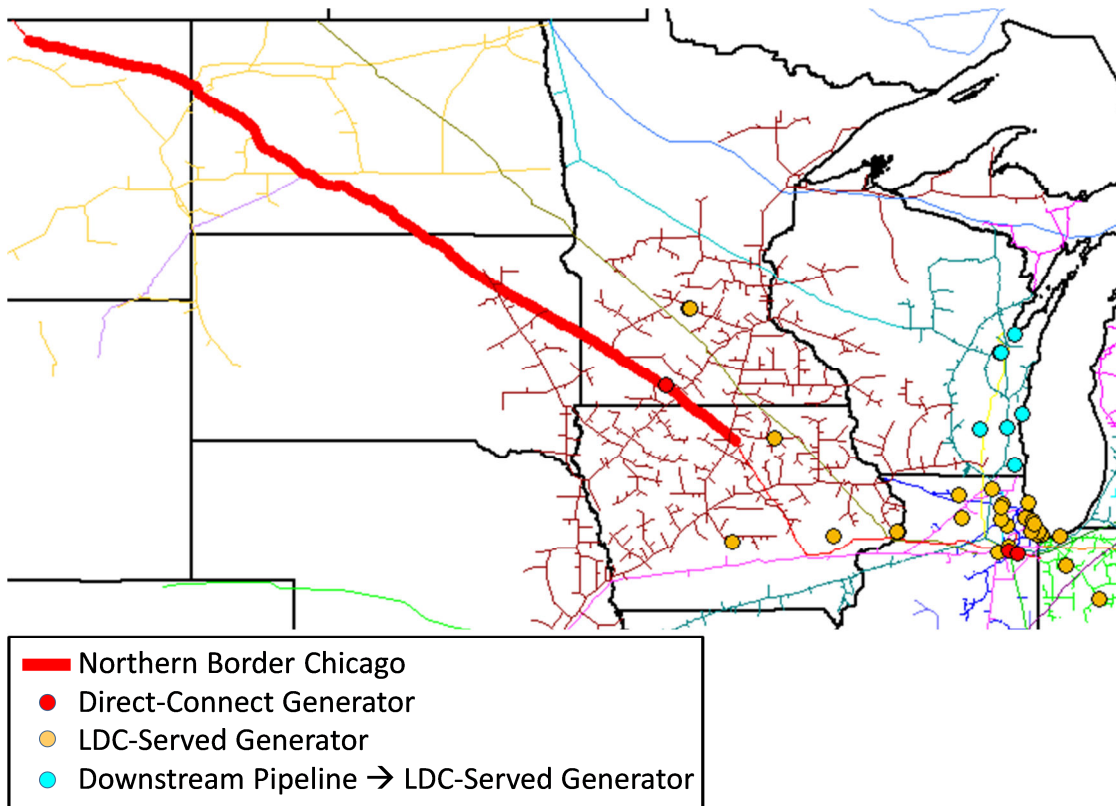 Northern Border Chicago
Direct-Connect Generator
LDC-Served Generator
Downstream Pipeline → LDC-Served Generator